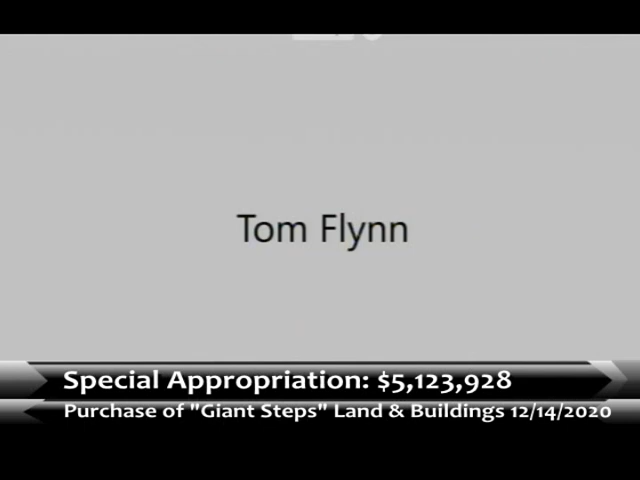 Tom Flynn
Special Appropriation: $5,123,928
Purchase of "Giant Steps" Land & Buildings 12/14/2020